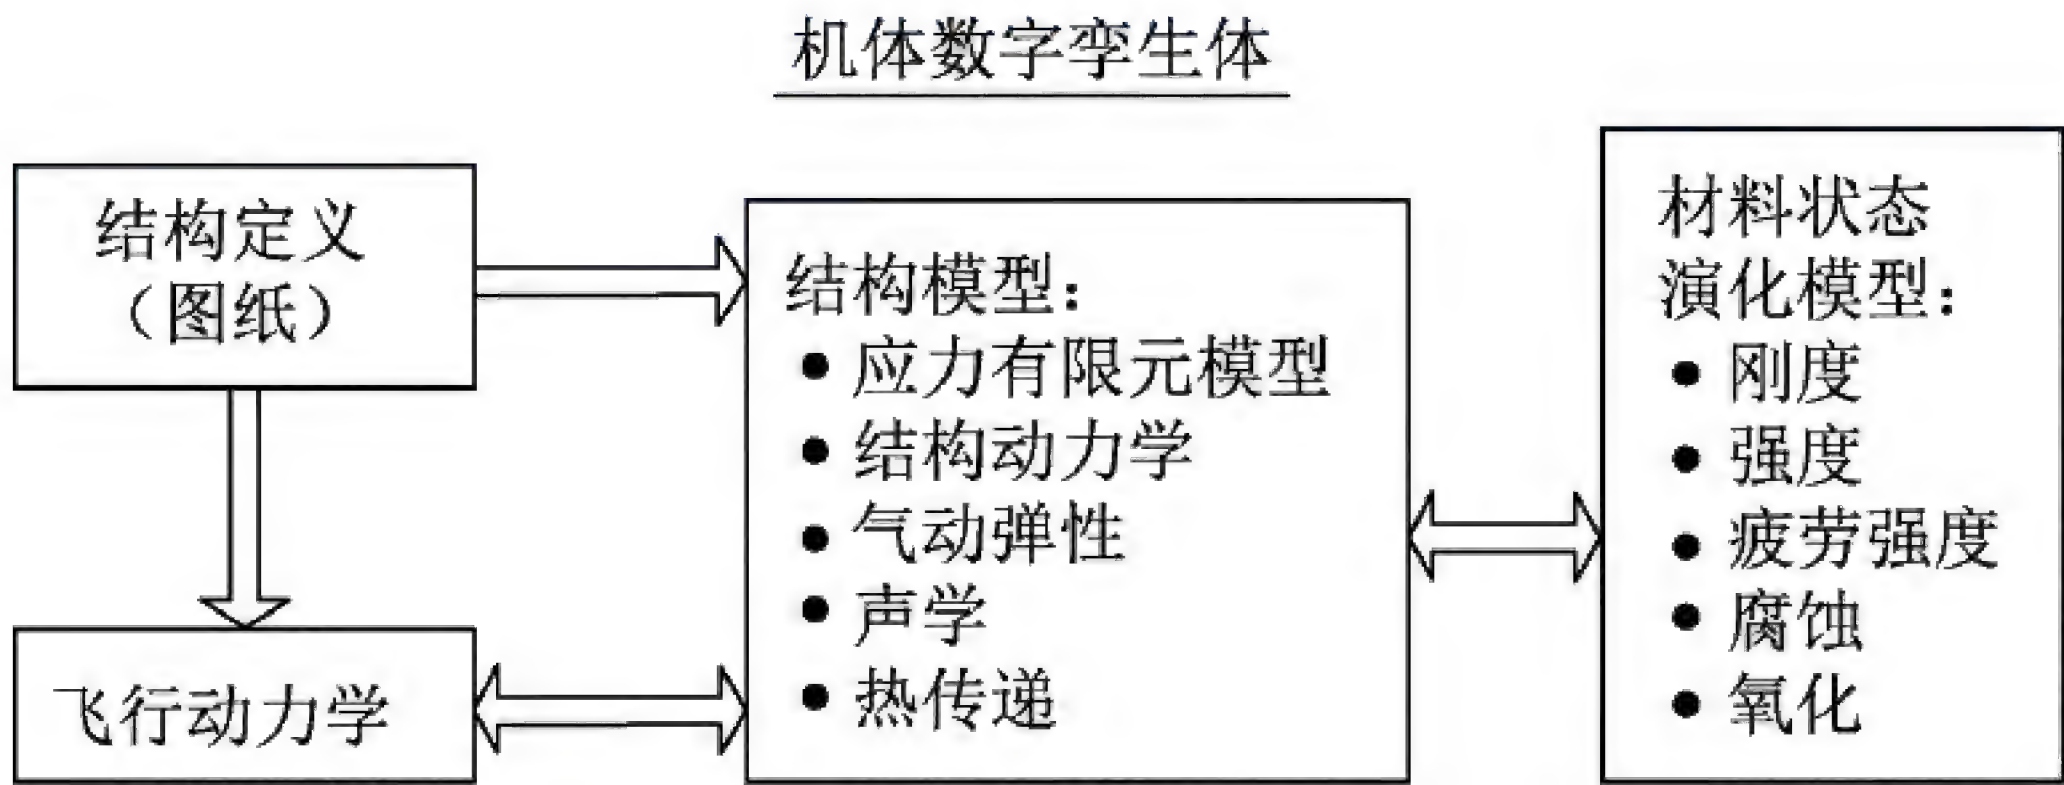 机体数字孪生体
结构定义
（图纸）
飞行动力学
结构模型：
● 应力有限元模型
● 结构动力学
● 气动弹性
● 声学
● 热传递
材料状态
演化模型：
● 刚度
● 强度
● 疲劳强度
● 腐蚀
● 氧化